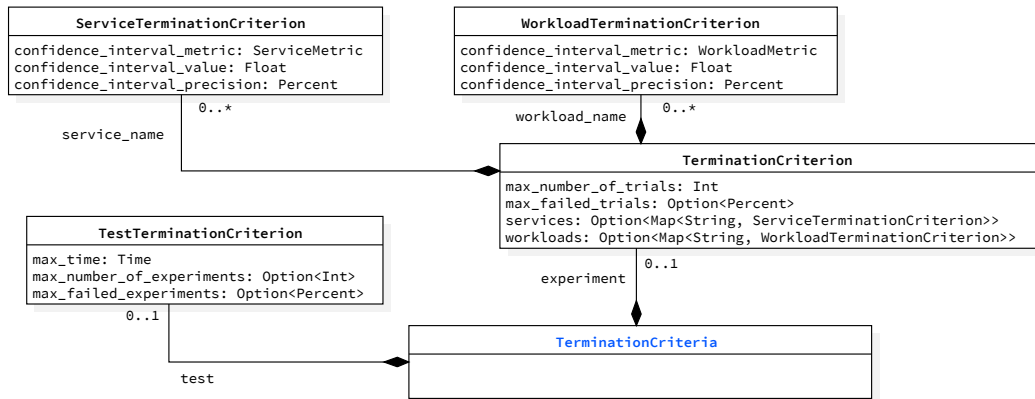 ServiceTerminationCriterion
confidence_interval_metric: ServiceMetric
confidence_interval_value: Float
confidence_interval_precision: Percent
WorkloadTerminationCriterion
confidence_interval_metric: WorkloadMetric
confidence_interval_value: Float
confidence_interval_precision: Percent
0..*
service_name
0..*
workload_name
TerminationCriterion
max_number_of_trials: Int
max_failed_trials: Option<Percent>
services: Option<Map<String, ServiceTerminationCriterion>>
workloads: Option<Map<String, WorkloadTerminationCriterion>>
TestTerminationCriterion
max_time: Time
max_number_of_experiments: Option<Int>
max_failed_experiments: Option<Percent>
0..1
experiment
0..1
test
TerminationCriteria